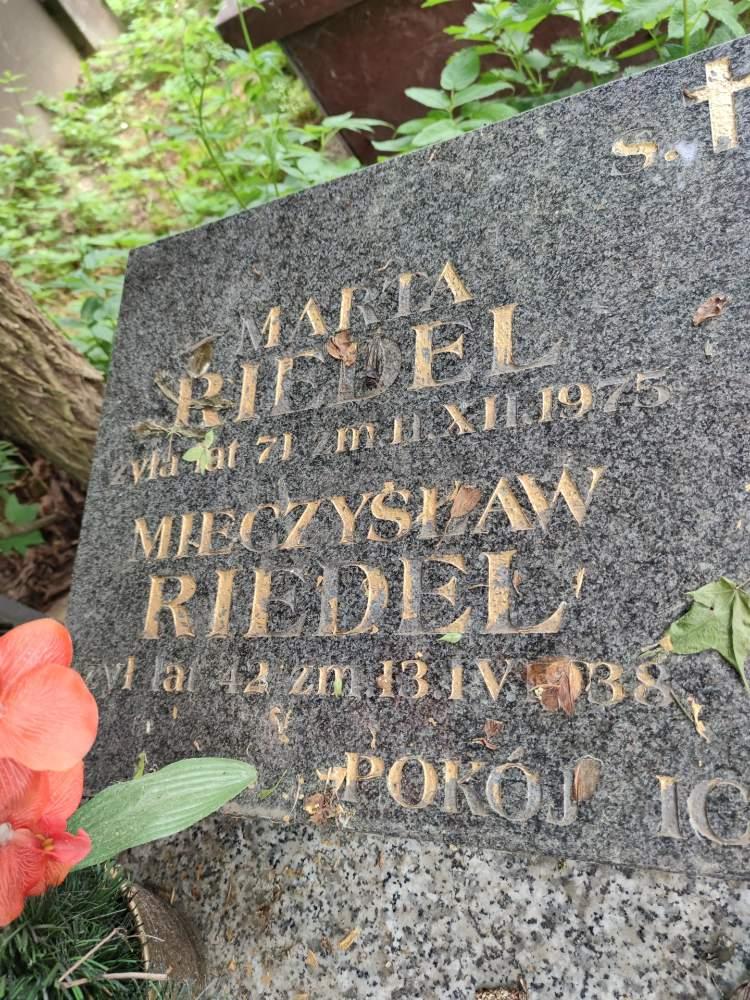 S.
MARTA
RIEDEL
żyła lat 71 zm 11.XII.1975
MIECZYSŁAW
RIEDEL
żył lat 42 zm. 13.IV.1938
POKÓJ IC